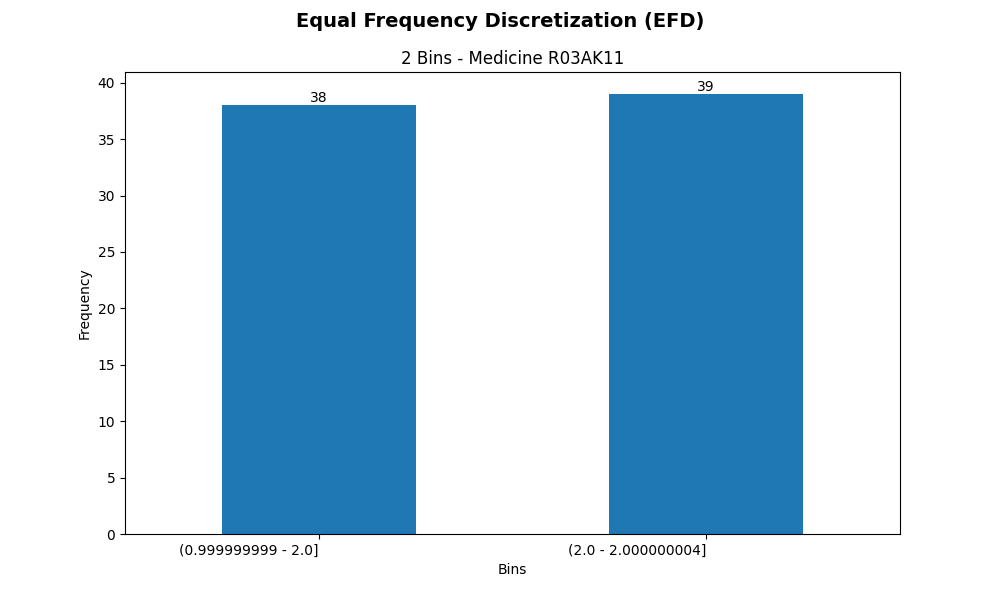 Equal Frequency Discretization (EFD)
2 Bins - Medicine R03AK11
40
35
30
25
20
15
10
5
0
Frequency
38
39
(0.999999999 - 2.0]
(2.0 - 2.000000004]
Bins